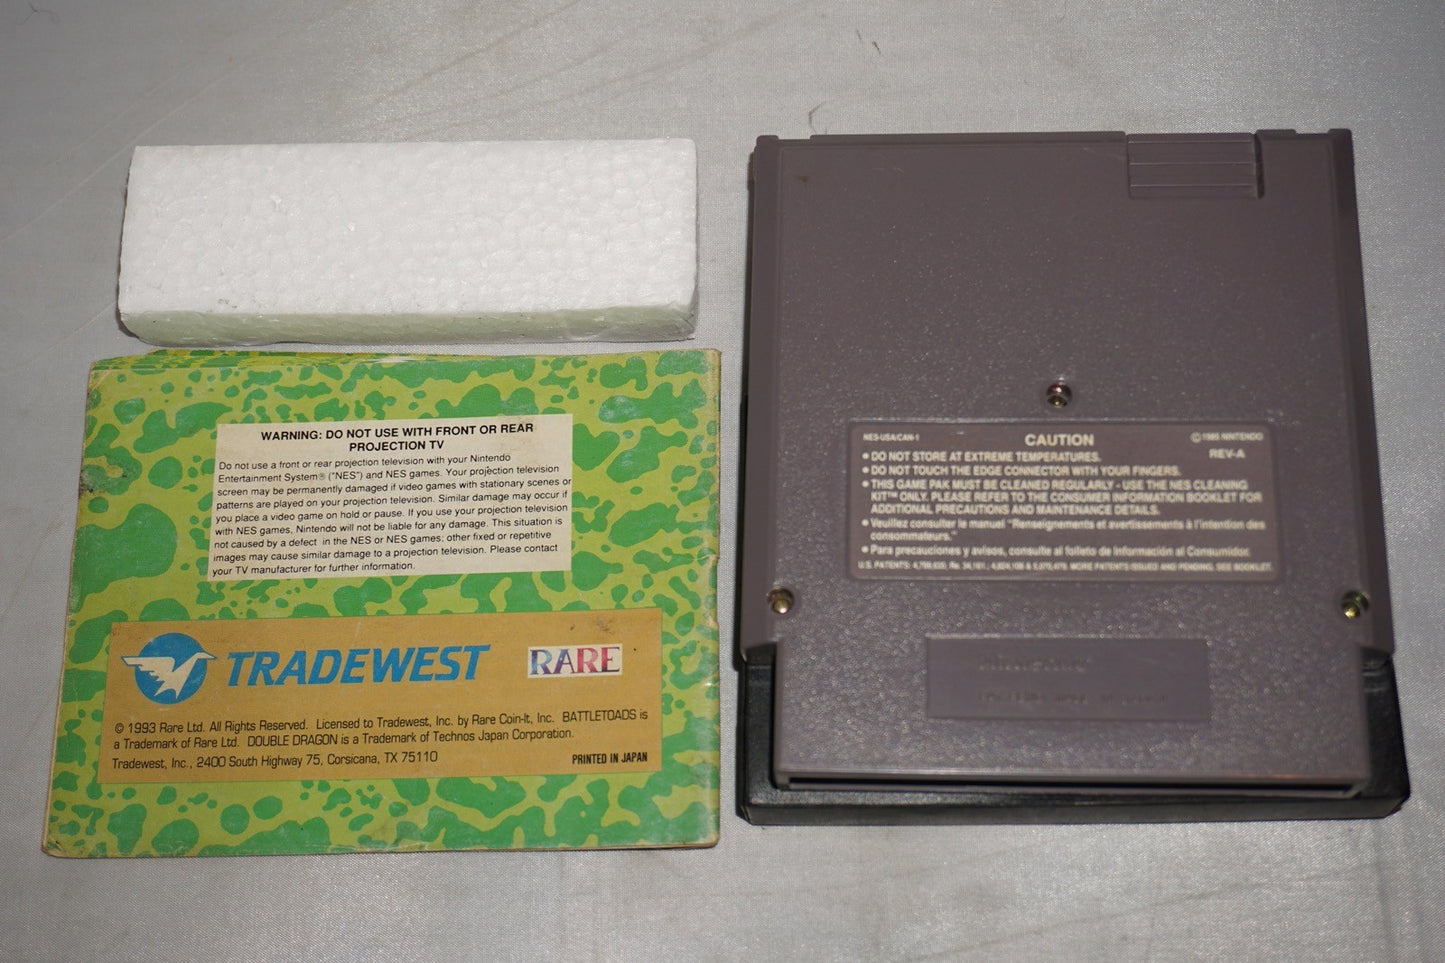 WARNING: DO NOT USE WITH FRONT OR REAR
PROJECTION TV
Do not use a front or rear projection television with your Nintendo
Entertainment System® ("NES") and NES games. Your projection television
screen may be permanently damaged if video games with stationary scenes or
patterns are played on your projection television. Similar damage may occur if
you place a video game on hold or pause. If you use your projection television
with NES games, Nintendo will not be liable for any damage. This situation is
not caused by a defect in the NES or NES games; other fixed or repetitive
images may cause similar damage to a projection television. Please contact
your TV manufacturer for further information.
TRADEWEST
RARE
© 1993 Rare Ltd. All Rights Reserved. Licensed to Tradewest, Inc. by Rare Coin-It, Inc. BATTLETOADS is
a Trademark of Rare Ltd. DOUBLE DRAGON is a Trademark of Technos Japan Corporation.
Tradewest, Inc., 2400 South Highway 75, Corsicana, TX 75110
PRINTED IN JAPAN
NES-USA/CAN-1
CAUTION
© 1985 NINTENDO
REV-A
• DO NOT STORE AT EXTREME TEMPERATURES.
• DO NOT TOUCH THE EDGE CONNECTOR WITH YOUR FINGERS.
• THIS GAME PAK MUST BE CLEANED REGULARLY - USE THE NES CLEANING
KIT™ ONLY. PLEASE REFER TO THE CONSUMER INFORMATION BOOKLET FOR
ADDITIONAL PRECAUTIONS AND MAINTENANCE DETAILS.
• Veuillez consulter le manuel "Renseignements et avertissements à l'intention des
consommateurs."
• Para precauciones y avisos, consulte al folleto de Información al Consumidor.
U.S. PATENTS: MORE PATENTS ISSUED AND PENDING. SEE BOOKLET.